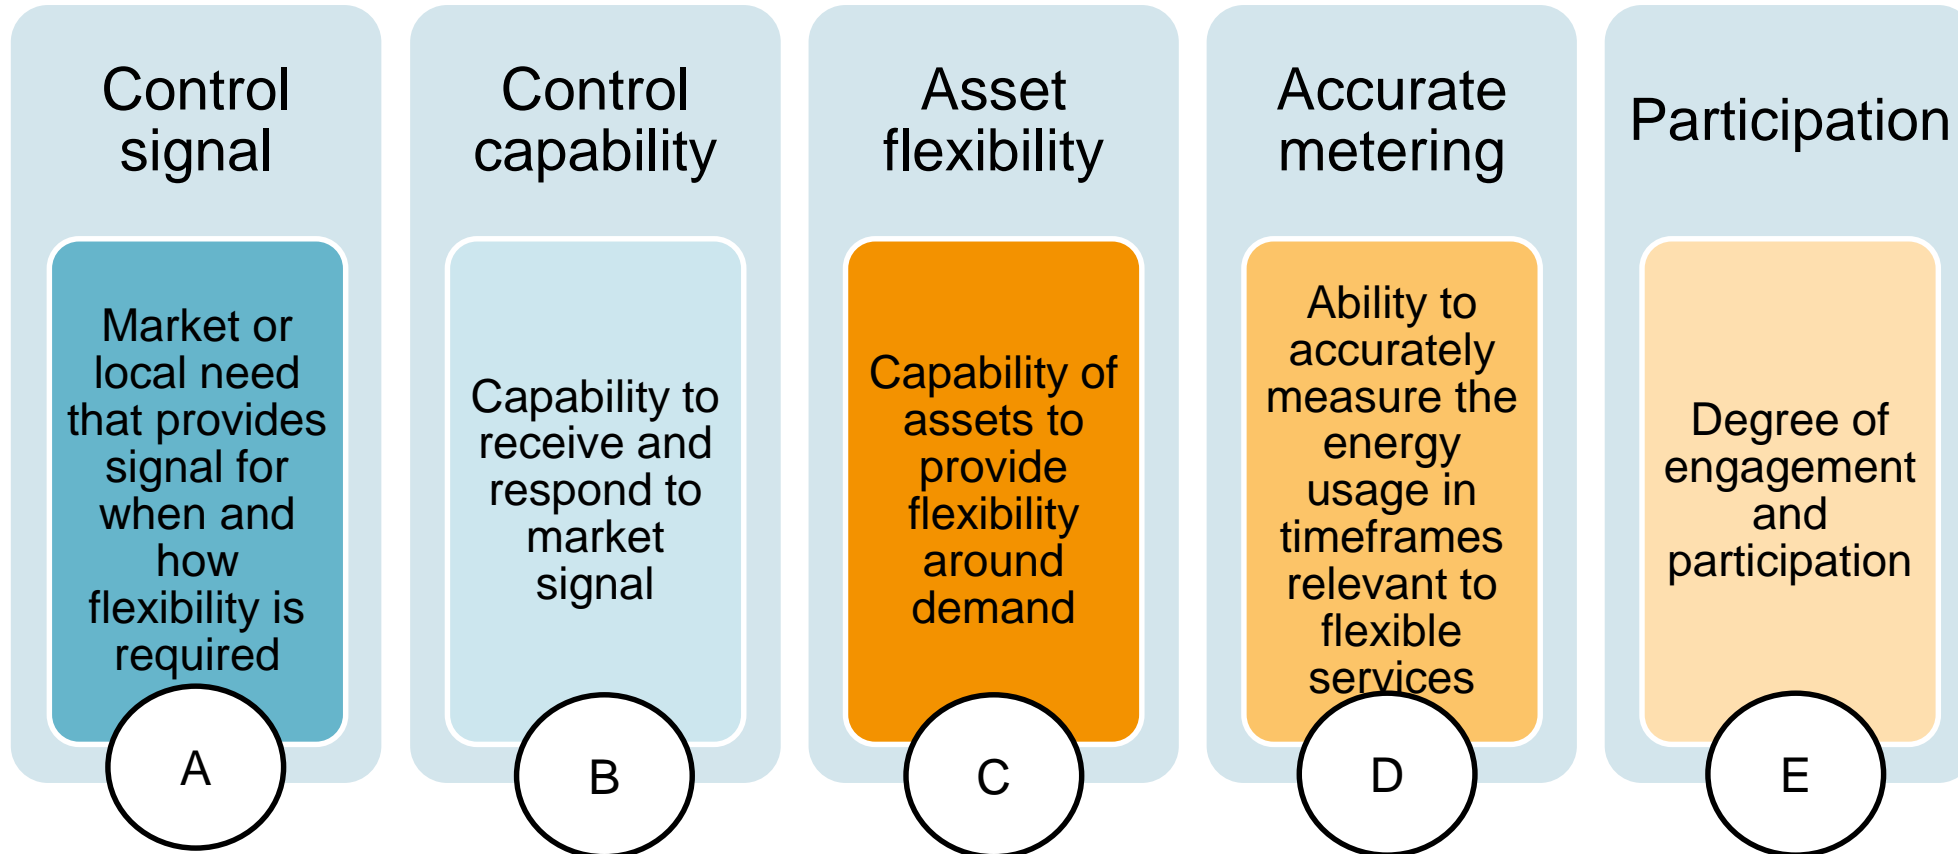 Control
signal
Market or
local need
that provides
signal for
when and
how
flexibility is
required
A
Control
capability
Capability to
receive and
respond to
market
signal
B
Asset
flexibility
Capability of
assets to
provide
flexibility
around
demand
C
Accurate
metering
Ability to
accurately
measure the
energy
usage in
timeframes
relevant to
flexible
services
D
Participation
Degree of
engagement
and
participation
E